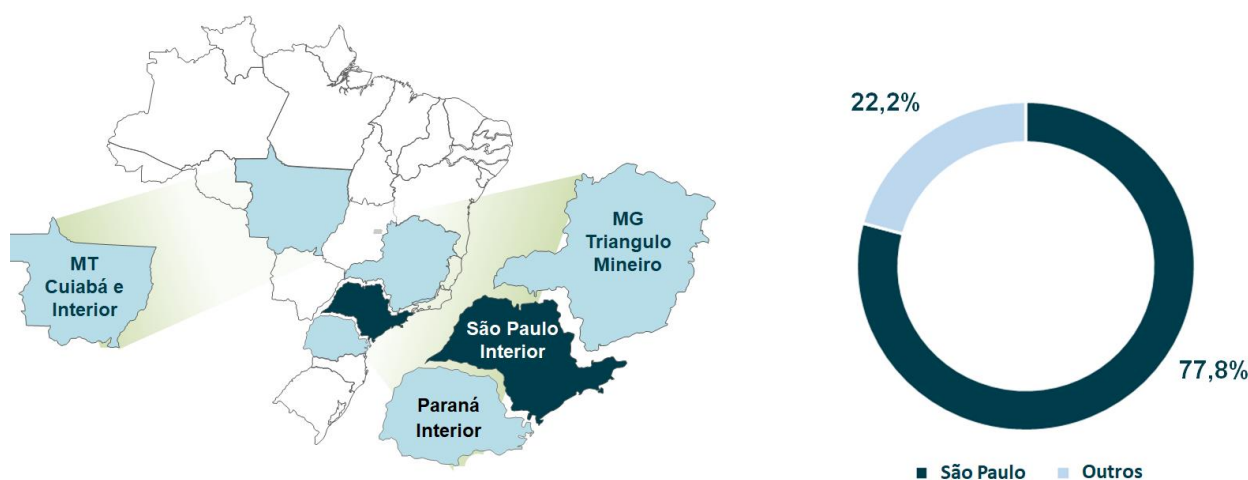 MT
Cuiabá e
Interior
MG
Triangulo
Mineiro
São Paulo
Interior
Paraná
Interior
22,2%
77,8%
São Paulo
Outros